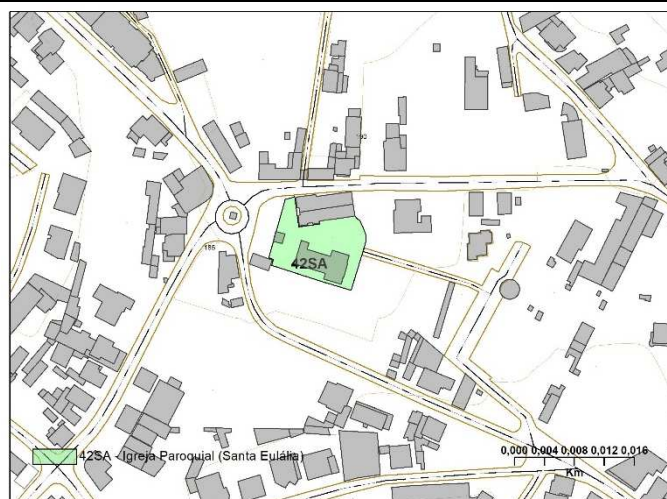 192
185
42SA
42SA - Igreja Paroquial (Santa Eulália)
0,000 0,004 0,008 0,012 0,016
Km